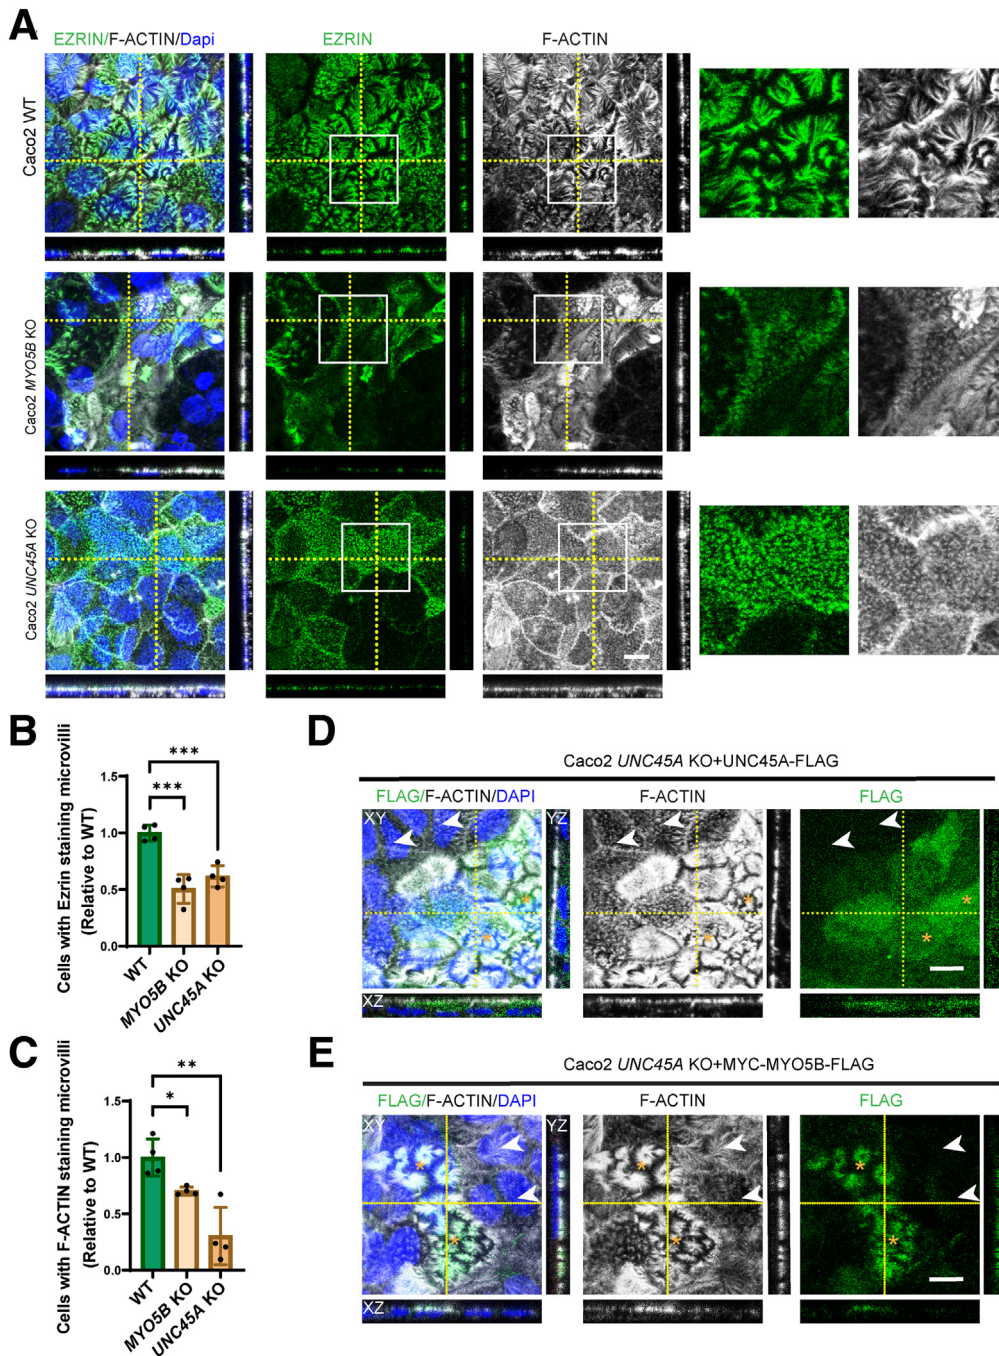 A
EZRIN/F-ACTIN/Dapi
EZRIN
F-ACTIN
Caco2 WT
Caco2 MYO5B KO
Caco2 UNC45A KO
B
Cells with Ezrin staining microvilli
(Relative to WT)
1.5
1.0
0.5
0.0
***
***
WT
MYO5B KO
UNC45A KO
C
Cells with F-ACTIN staining microvilli
(Relative to WT)
1.5
1.0
0.5
0.0
**
*
WT
MYO5B KO
UNC45A KO
D
Caco2 UNC45A KO+UNC45A-FLAG
FLAG/F-ACTIN/DAPI
F-ACTIN
FLAG
XY
YZ
XZ
* * * * * *
E
Caco2 UNC45A KO+MYC-MYO5B-FLAG
FLAG/F-ACTIN/DAPI
F-ACTIN
FLAG
XY
YZ
XZ
* * * * * *